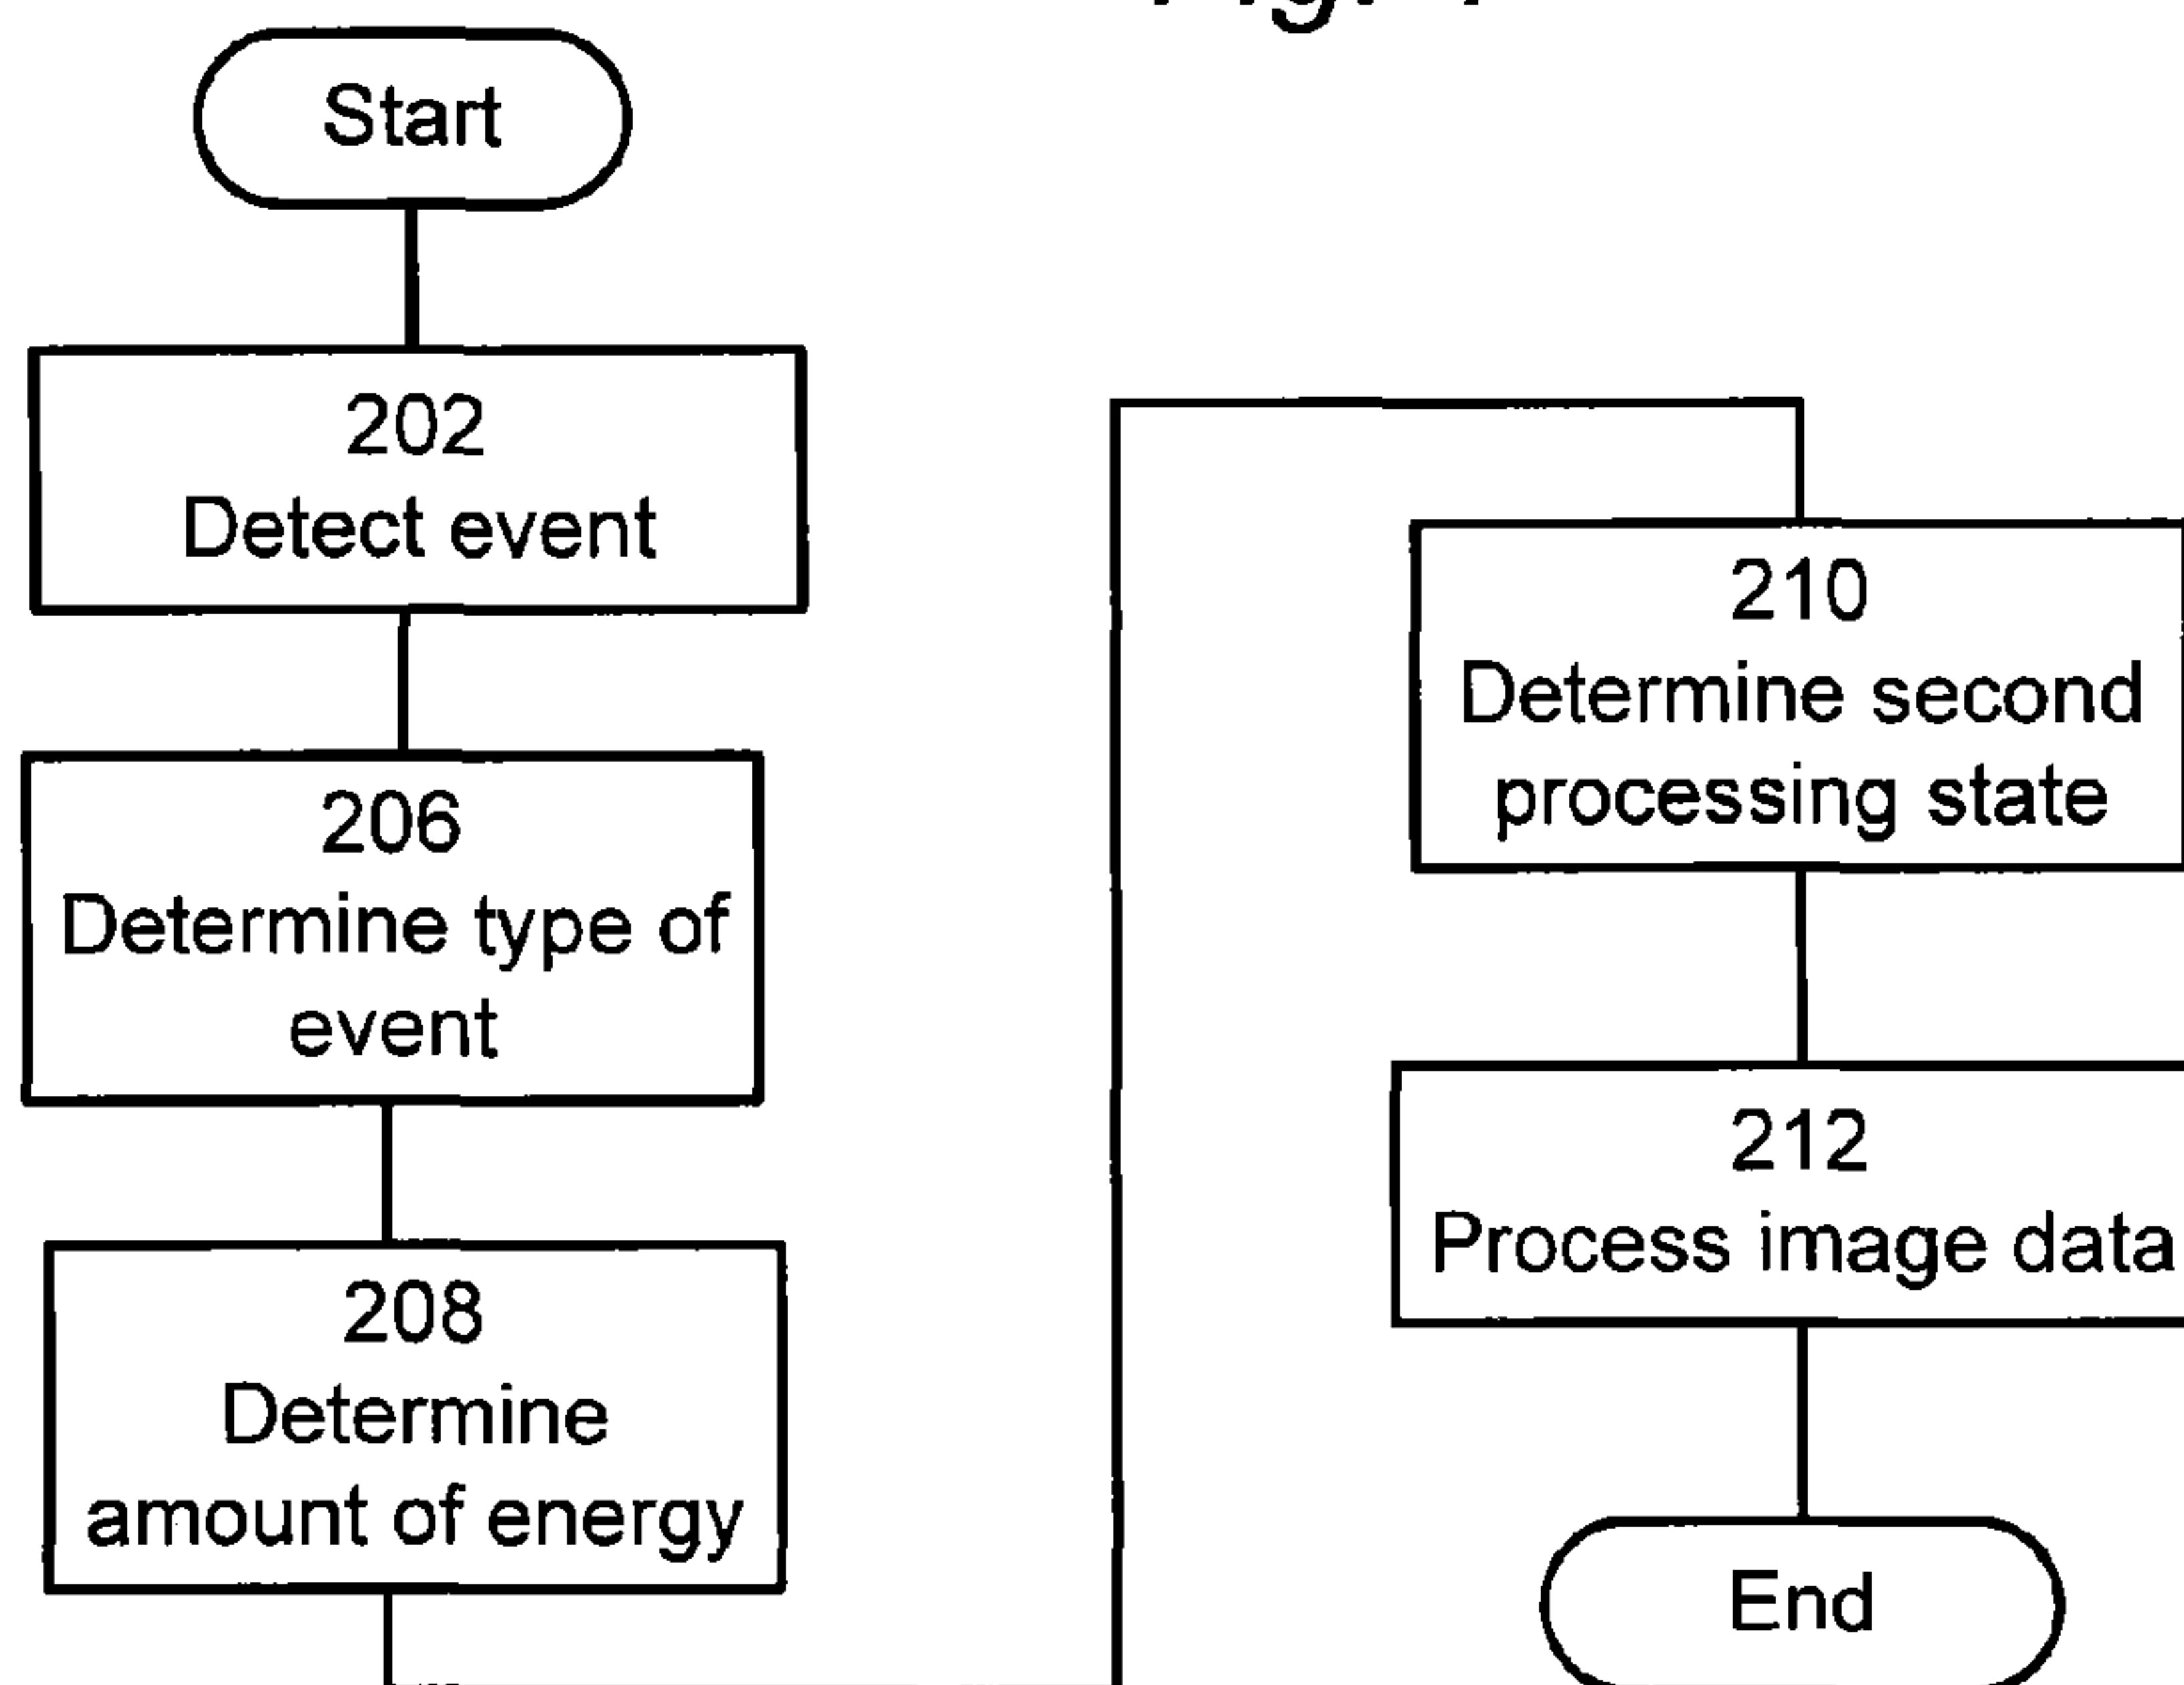 Start
202
Detect event
206
Determine type of
event
208
Determine
amount of energy
210
Determine second
processing state
212
Process image data
End